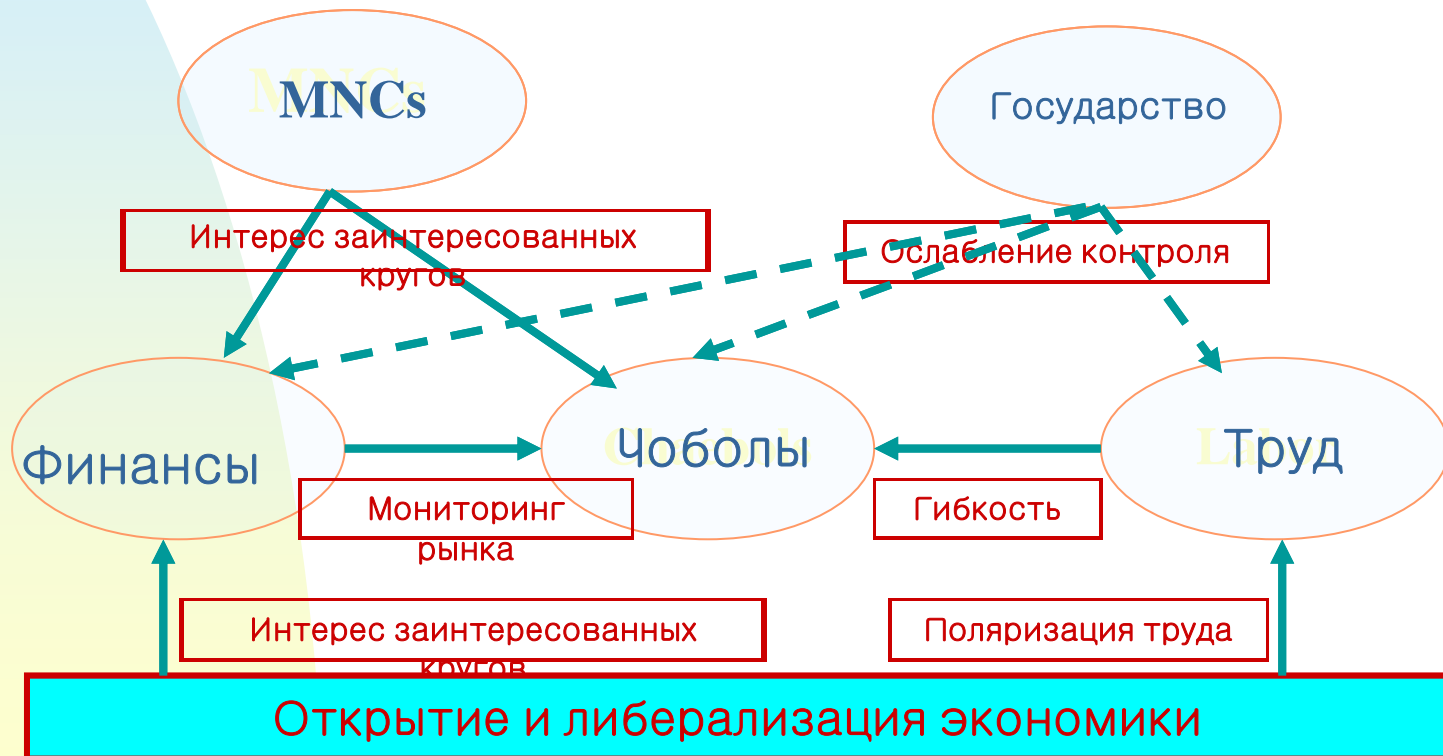 MNCs
Государство
Интерес заинтересованных
кругов
Ослабление контроля
Финансы
Чоболы
Труд
Мониторинг
рынка
Гибкость
Интерес заинтересованных
кругов
Поляризация труда
Открытие и либерализация экономики